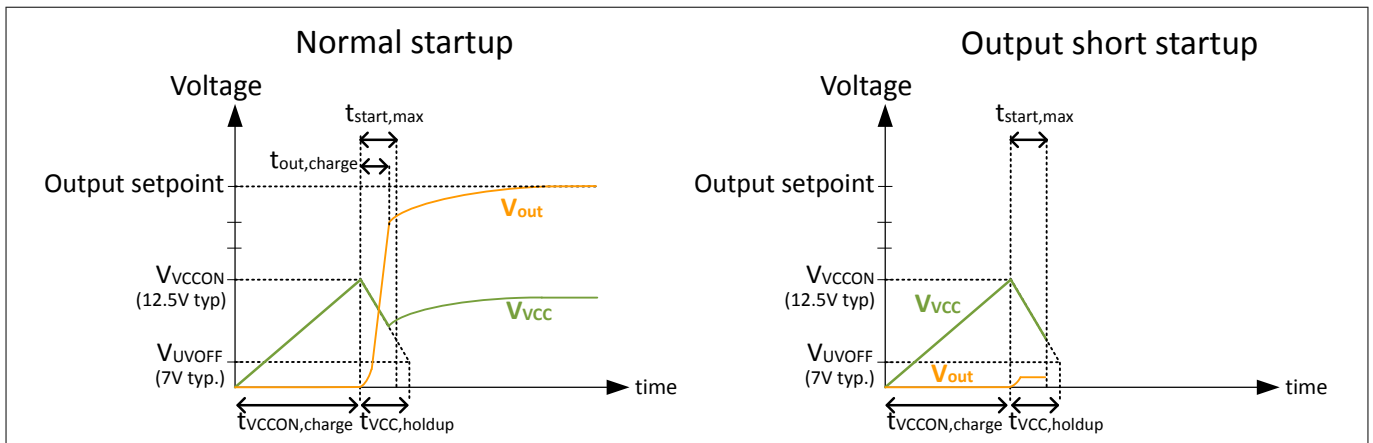 Normal startup
Voltage
tstart,max
tout,charge
Output setpoint
Vout
VVCCON
(12.5V typ)
VVCC
VUVOFF
(7V typ.)
time
tVCCON,charge tVCC,holdup
Output short startup
Voltage
tstart,max
Output setpoint
VVCCON
(12.5V typ)
VVCC
VUVOFF
(7V typ.)
Vout
time
tVCCON,charge tVCC,holdup